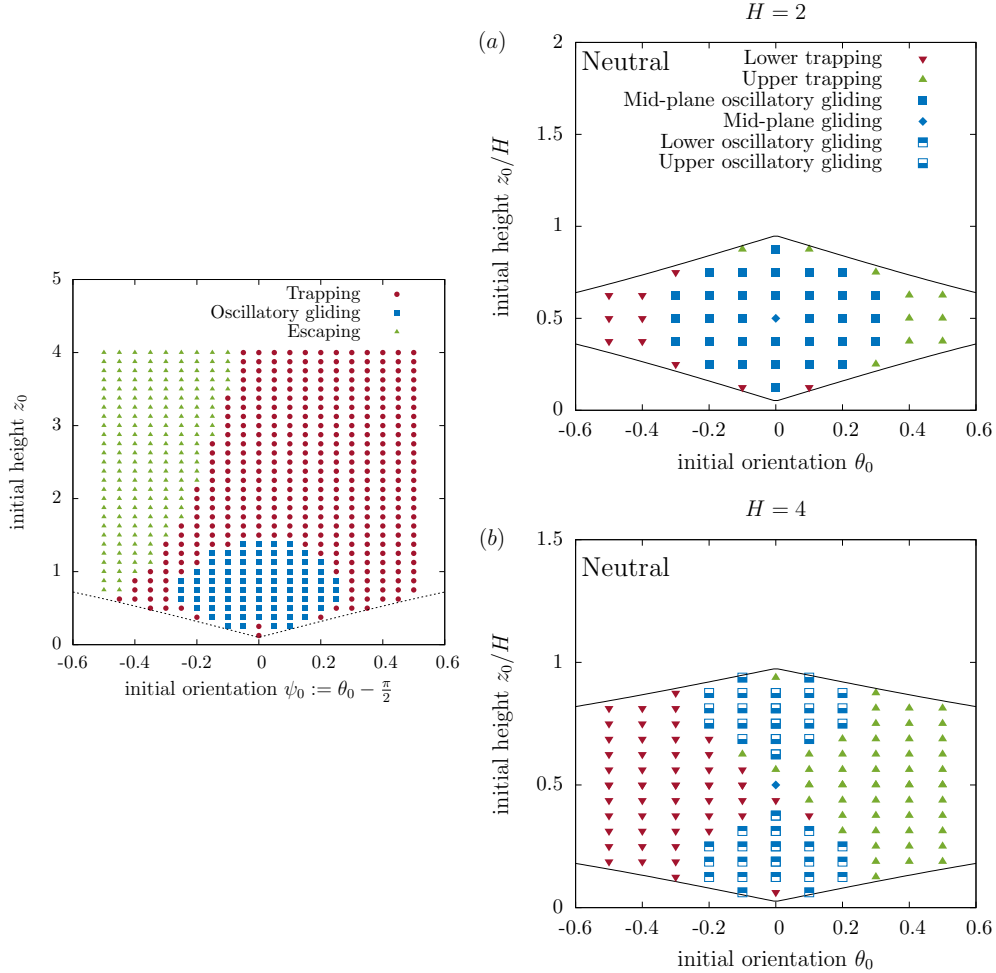 5
4
3
2
1
0
-0.6
-0.4
-0.2
0
0.2
0.4
0.6
initial height z₀
initial orientation ψ₀ := θ₀ − π/2
Trapping
Oscillatory gliding
Escaping
H = 2
(a)
Neutral
Lower trapping
Upper trapping
Mid-plane oscillatory gliding
Mid-plane gliding
Lower oscillatory gliding
Upper oscillatory gliding
2
1.5
1
0.5
0
-0.6
-0.4
-0.2
0
0.2
0.4
0.6
initial height z₀/H
initial orientation θ₀
H = 4
(b)
Neutral
1.5
1
0.5
0
-0.6
-0.4
-0.2
0
0.2
0.4
0.6
initial height z₀/H
initial orientation θ₀